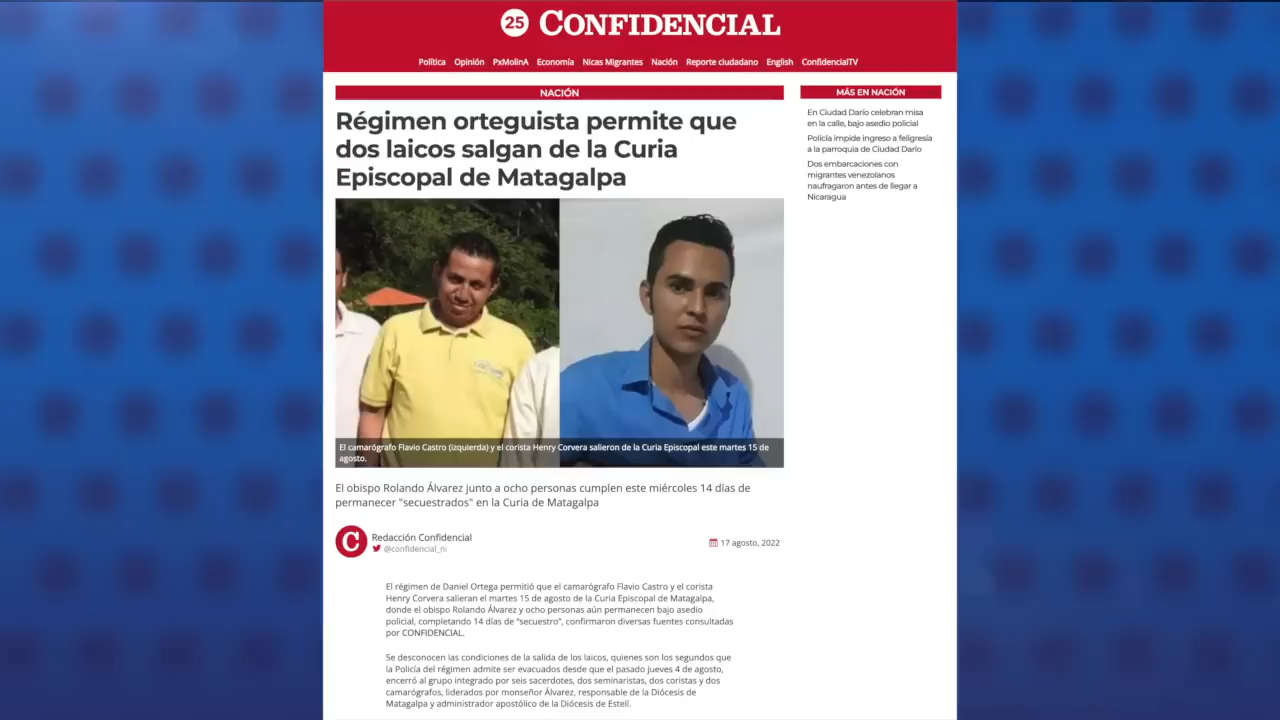 25 CONFIDENCIAL
Política Opinión PxMolinA Economía Nicas Migrantes Nación Reporte ciudadano English ConfidencialTV
NACIÓN
Régimen orteguista permite que
dos laicos salgan de la Curia
Episcopal de Matagalpa
El camarógrafo Flavio Castro (izquierda) y el corista Henry Corvera salieron de la Curia Episcopal este martes 15 de
agosto.
El obispo Rolando Álvarez junto a ocho personas cumplen este miércoles 14 días de
permanecer "secuestrados" en la Curia de Matagalpa
C
Redacción Confidencial
@confidencial_ni
17 agosto, 2022
El régimen de Daniel Ortega permitió que el camarógrafo Flavio Castro y el corista
Henry Corvera salieran el martes 15 de agosto de la Curia Episcopal de Matagalpa,
donde el obispo Rolando Álvarez y ocho personas aún permanecen bajo asedio
policial, completando 14 días de “secuestro”, confirmaron diversas fuentes consultadas
por CONFIDENCIAL.
Se desconocen las condiciones de la salida de los laicos, quienes son los segundos que
la Policía del régimen admite ser evacuados desde que el pasado jueves 4 de agosto,
encerró al grupo integrado por seis sacerdotes, dos seminaristas, dos coristas y dos
camarógrafos, liderados por monseñor Álvarez, responsable de la Diócesis de
Matagalpa y administrador apostólico de la Diócesis de Estelí.
MÁS EN NACIÓN
En Ciudad Darío celebran misa
en la calle, bajo asedio policial
Policía impide ingreso a feligresía
a la parroquia de Ciudad Darío
Dos embarcaciones con
migrantes venezolanos
naufragaron antes de llegar a
Nicaragua